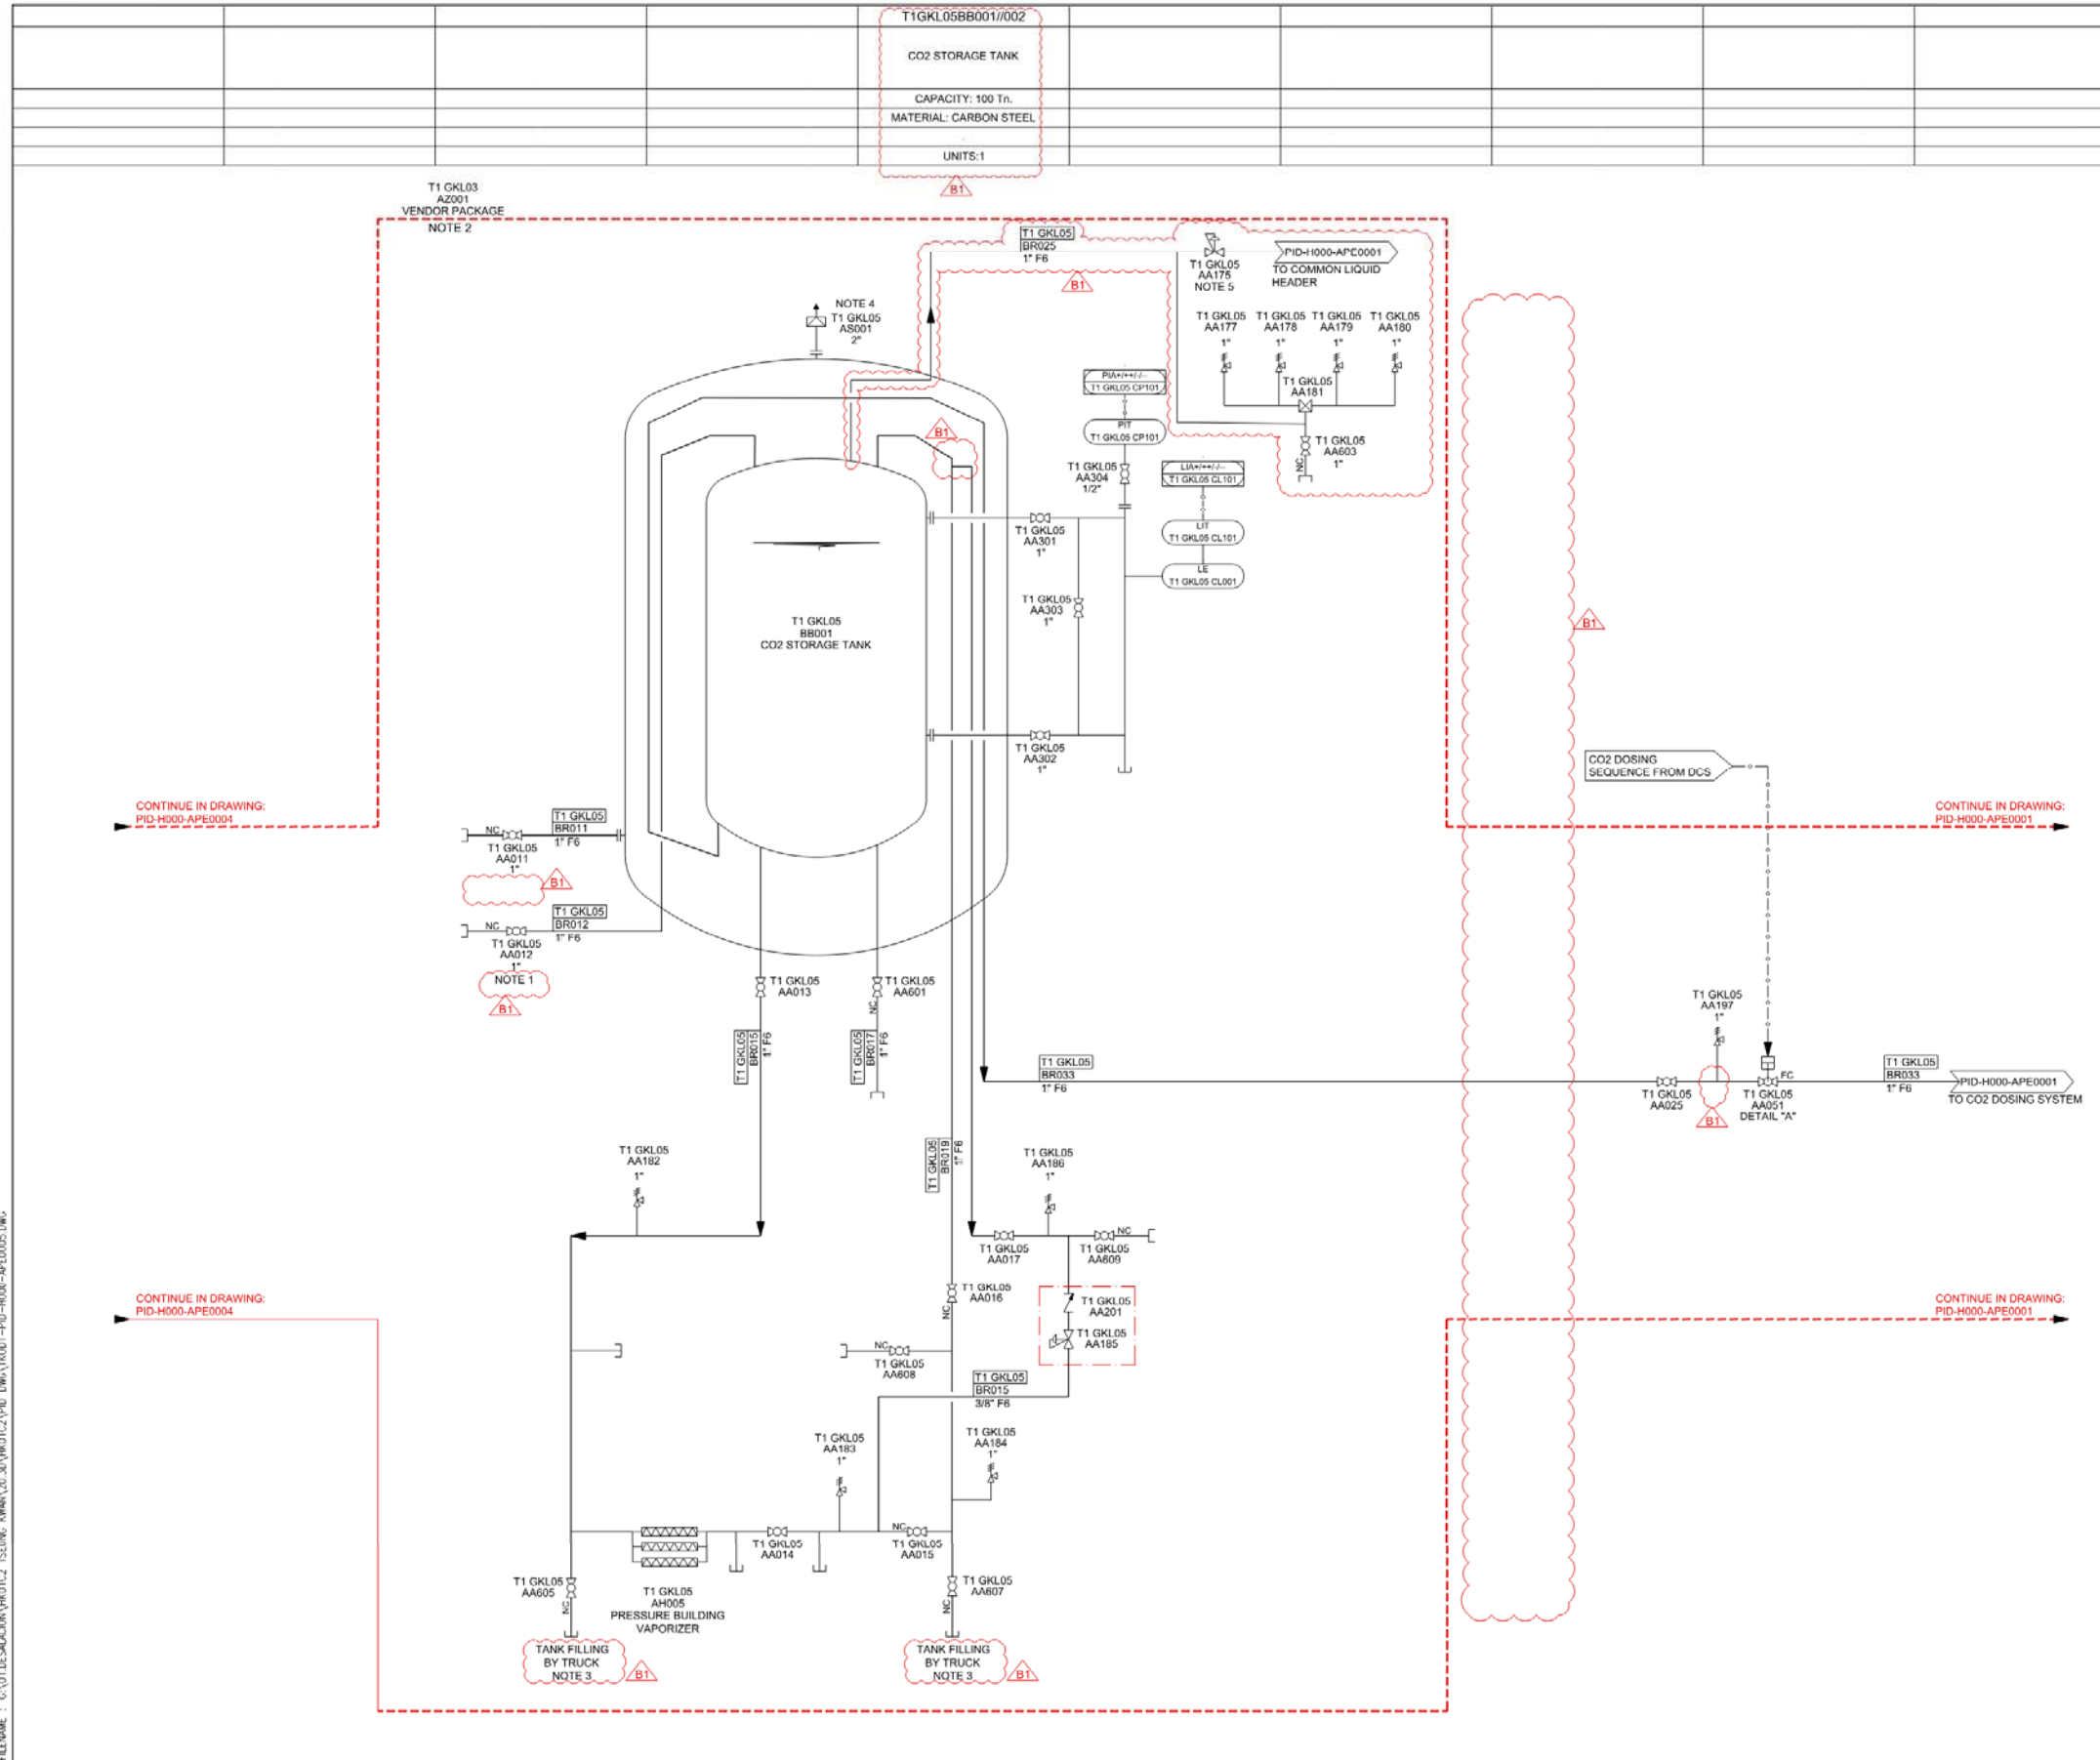 T1GKL05BB001//002
CO2 STORAGE TANK
CAPACITY: 100 Tn.
MATERIAL: CARBON STEEL
UNITS:1
B1
T1 GKL03
AZ001
VENDOR PACKAGE
NOTE 2
T1 GKL05
BR025
1" F6
B1
T1 GKL05
AA175
NOTE 5
PID-H000-APE0001
TO COMMON LIQUID
HEADER
NOTE 4
T1 GKL05
AS001
2"
T1 GKL05
AA177
1"
T1 GKL05
AA178
1"
T1 GKL05
AA179
1"
T1 GKL05
AA180
1"
T1 GKL05
AA181
T1 GKL05
AA603
1"
NC
PIA+/++/-/--
T1 GKL05 CP101
PIT
T1 GKL05 CP101
B1
T1 GKL05
AA304
1/2"
LIA+/++/-/--
T1 GKL05 CL101
LIT
T1 GKL05 CL101
LE
T1 GKL05 CL001
T1 GKL05
AA301
1"
T1 GKL05
AA303
1"
T1 GKL05
AA302
1"
T1 GKL05
BB001
CO2 STORAGE TANK
B1
CO2 DOSING
SEQUENCE FROM DCS
CONTINUE IN DRAWING:
PID-H000-APE0004
CONTINUE IN DRAWING:
PID-H000-APE0001
NC
T1 GKL05
AA011
1"
T1 GKL05
BR011
1" F6
B1
NC
T1 GKL05
AA012
1"
NOTE 1
B1
T1 GKL05
BR012
1" F6
T1 GKL05
AA013
T1 GKL05
AA601
NC
T1 GKL05
BR015
1" F6
T1 GKL05
BR017
1" F6
T1 GKL05
BR033
1" F6
T1 GKL05
AA025
T1 GKL05
AA197
1"
B1
FC
T1 GKL05
AA051
DETAIL "A"
T1 GKL05
BR033
1" F6
PID-H000-APE0001
TO CO2 DOSING SYSTEM
T1 GKL05
AA182
1"
T1 GKL05
BR019
1" F6
T1 GKL05
AA186
1"
T1 GKL05
AA017
NC
T1 GKL05
AA609
T1 GKL05
AA016
NC
T1 GKL05
AA201
T1 GKL05
AA185
CONTINUE IN DRAWING:
PID-H000-APE0004
CONTINUE IN DRAWING:
PID-H000-APE0001
NC
T1 GKL05
AA608
T1 GKL05
BR015
3/8" F6
T1 GKL05
AA183
1"
T1 GKL05
AA184
1"
T1 GKL05
AA014
NC
T1 GKL05
AA015
T1 GKL05
AA605
NC
T1 GKL05
AH005
PRESSURE BUILDING
VAPORIZER
T1 GKL05
AA607
NC
TANK FILLING
BY TRUCK
NOTE 3
B1
TANK FILLING
BY TRUCK
NOTE 3
B1